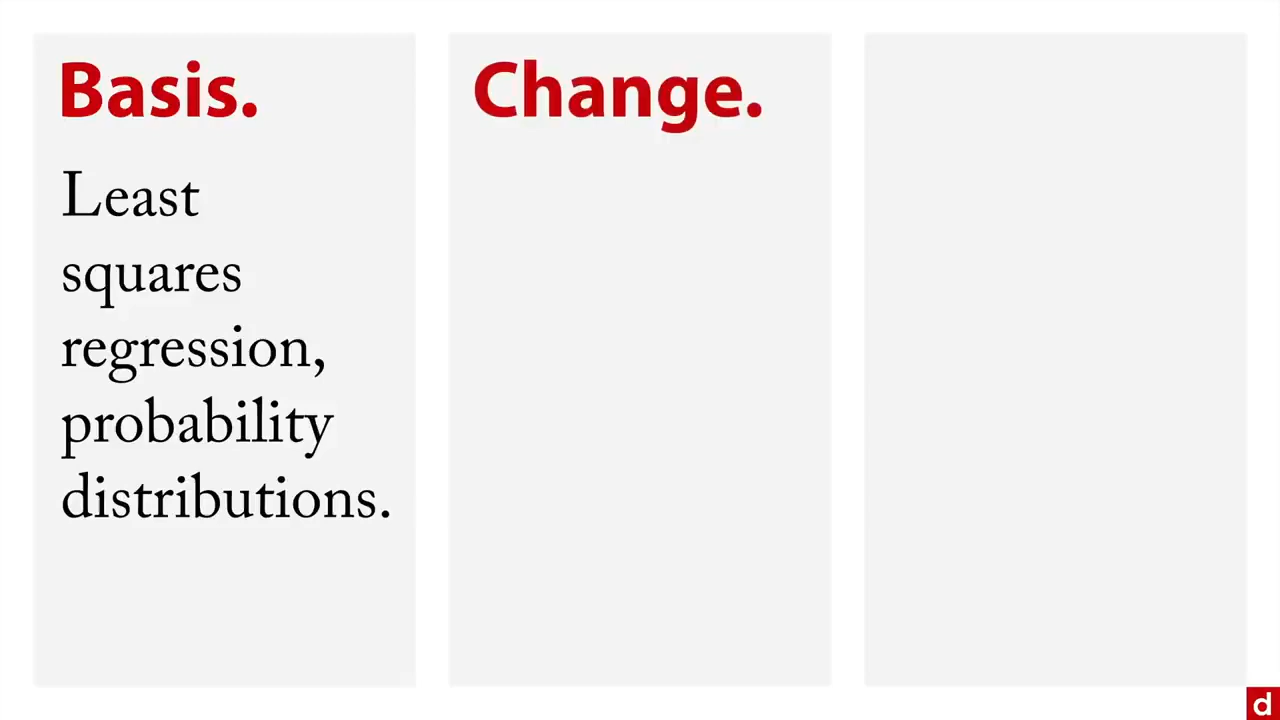 Basis.
Least
squares
regression,
probability
distributions.
Change.
d